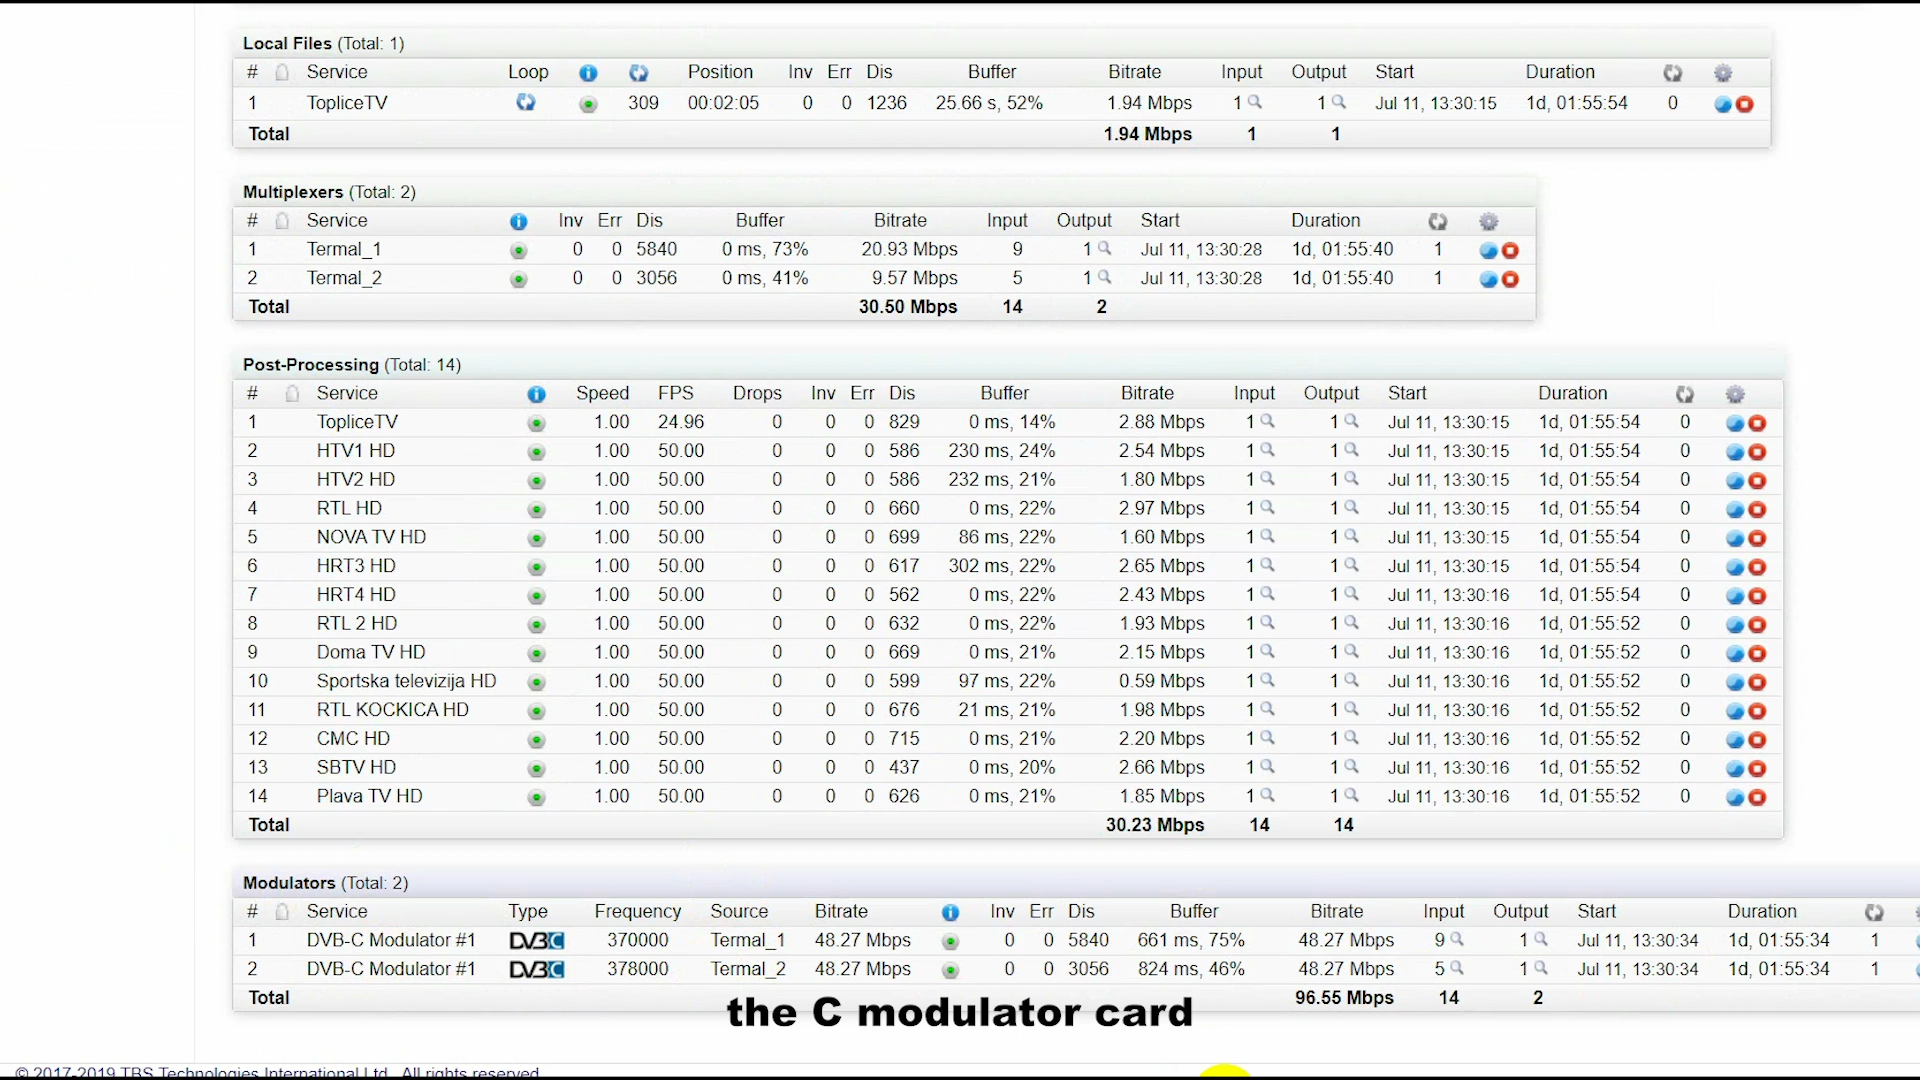 Local Files (Total: 1)
# Service Loop Position Inv Err Dis Buffer Bitrate Input Output Start Duration
1 TopliceTV 309 00:02:05 0 0 1236 25.66 s, 52% 1.94 Mbps 1 1 Jul 11, 13:30:15 1d, 01:55:54 0
Total 1.94 Mbps 1 1
Multiplexers (Total: 2)
# Service Inv Err Dis Buffer Bitrate Input Output Start Duration
1 Termal_1 0 0 5840 0 ms, 73% 20.93 Mbps 9 1 Jul 11, 13:30:28 1d, 01:55:40 1
2 Termal_2 0 0 3056 0 ms, 41% 9.57 Mbps 5 1 Jul 11, 13:30:28 1d, 01:55:40 1
Total 30.50 Mbps 14 2
Post-Processing (Total: 14)
# Service Speed FPS Drops Inv Err Dis Buffer Bitrate Input Output Start Duration
1 TopliceTV 1.00 24.96 0 0 0 829 0 ms, 14% 2.88 Mbps 1 1 Jul 11, 13:30:15 1d, 01:55:54 0
2 HTV1 HD 1.00 50.00 0 0 0 586 230 ms, 24% 2.54 Mbps 1 1 Jul 11, 13:30:15 1d, 01:55:54 0
3 HTV2 HD 1.00 50.00 0 0 0 586 232 ms, 21% 1.80 Mbps 1 1 Jul 11, 13:30:15 1d, 01:55:54 0
4 RTL HD 1.00 50.00 0 0 0 660 0 ms, 22% 2.97 Mbps 1 1 Jul 11, 13:30:15 1d, 01:55:54 0
5 NOVA TV HD 1.00 50.00 0 0 0 699 86 ms, 22% 1.60 Mbps 1 1 Jul 11, 13:30:15 1d, 01:55:54 0
6 HRT3 HD 1.00 50.00 0 0 0 617 302 ms, 22% 2.65 Mbps 1 1 Jul 11, 13:30:15 1d, 01:55:54 0
7 HRT4 HD 1.00 50.00 0 0 0 562 0 ms, 22% 2.43 Mbps 1 1 Jul 11, 13:30:16 1d, 01:55:54 0
8 RTL 2 HD 1.00 50.00 0 0 0 632 0 ms, 22% 1.93 Mbps 1 1 Jul 11, 13:30:16 1d, 01:55:52 0
9 Doma TV HD 1.00 50.00 0 0 0 669 0 ms, 21% 2.15 Mbps 1 1 Jul 11, 13:30:16 1d, 01:55:52 0
10 Sportska televizija HD 1.00 50.00 0 0 0 599 97 ms, 22% 0.59 Mbps 1 1 Jul 11, 13:30:16 1d, 01:55:52 0
11 RTL KOCKICA HD 1.00 50.00 0 0 0 676 21 ms, 21% 1.98 Mbps 1 1 Jul 11, 13:30:16 1d, 01:55:52 0
12 CMC HD 1.00 50.00 0 0 0 715 0 ms, 21% 2.20 Mbps 1 1 Jul 11, 13:30:16 1d, 01:55:52 0
13 SBTV HD 1.00 50.00 0 0 0 437 0 ms, 20% 2.66 Mbps 1 1 Jul 11, 13:30:16 1d, 01:55:52 0
14 Plava TV HD 1.00 50.00 0 0 0 626 0 ms, 21% 1.85 Mbps 1 1 Jul 11, 13:30:16 1d, 01:55:52 0
Total 30.23 Mbps 14 14
Modulators (Total: 2)
# Service Type Frequency Source Bitrate Inv Err Dis Buffer Bitrate Input Output Start Duration
1 DVB-C Modulator #1 DVBC 370000 Termal_1 48.27 Mbps 0 0 5840 661 ms, 75% 48.27 Mbps 9 1 Jul 11, 13:30:34 1d, 01:55:34 1
2 DVB-C Modulator #1 DVBC 378000 Termal_2 48.27 Mbps 0 0 3056 824 ms, 46% 48.27 Mbps 5 1 Jul 11, 13:30:34 1d, 01:55:34 1
Total 96.55 Mbps 14 2
the C modulator card
© 2017-2019 TBS Technologies International Ltd. All rights reserved